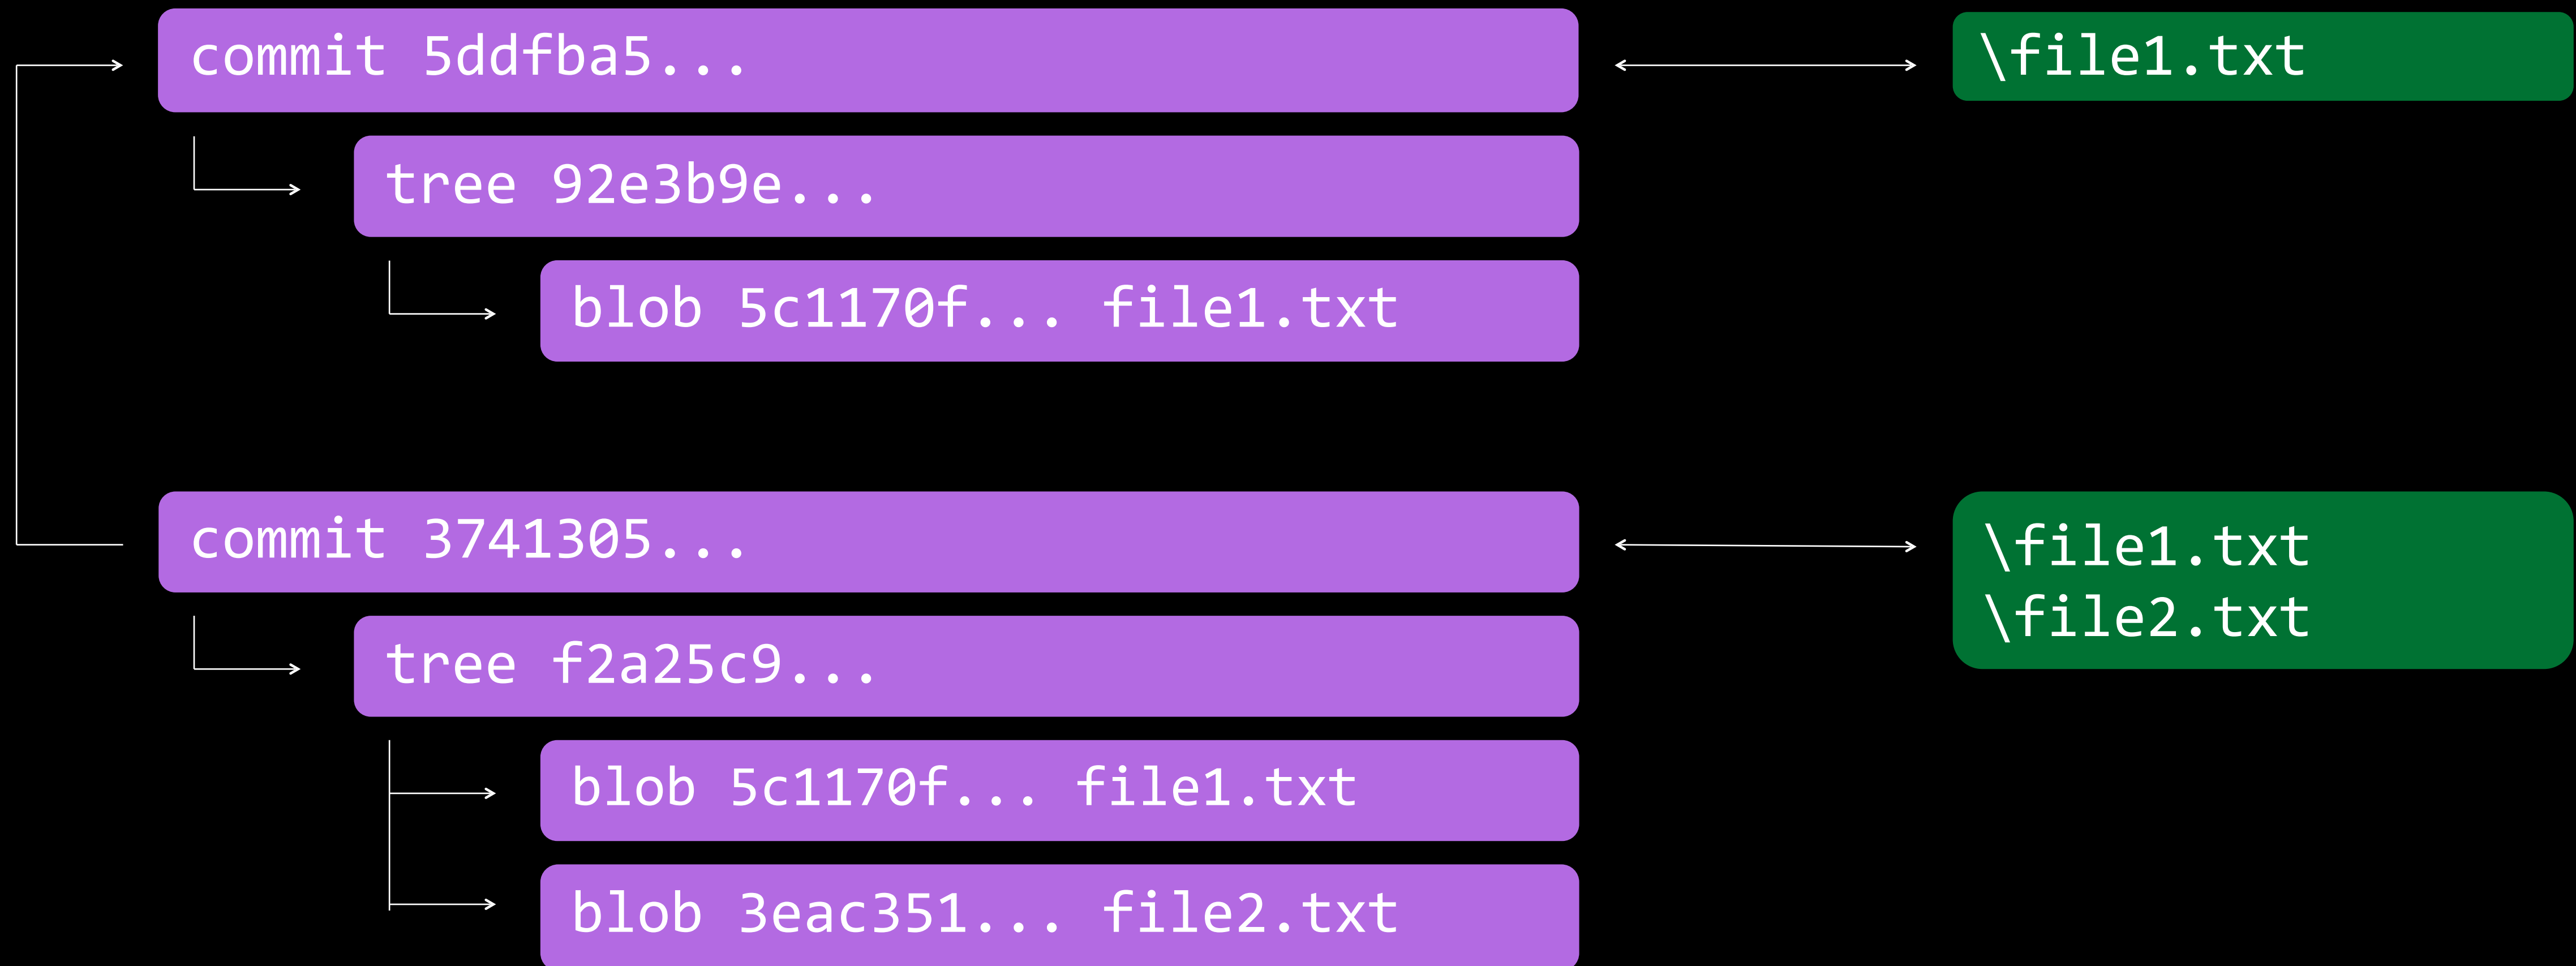 commit 5ddfba5...
\file1.txt
tree 92e3b9e...
blob 5c1170f... file1.txt
commit 3741305...
\file1.txt
\file2.txt
tree f2a25c9...
blob 5c1170f... file1.txt
blob 3eac351... file2.txt